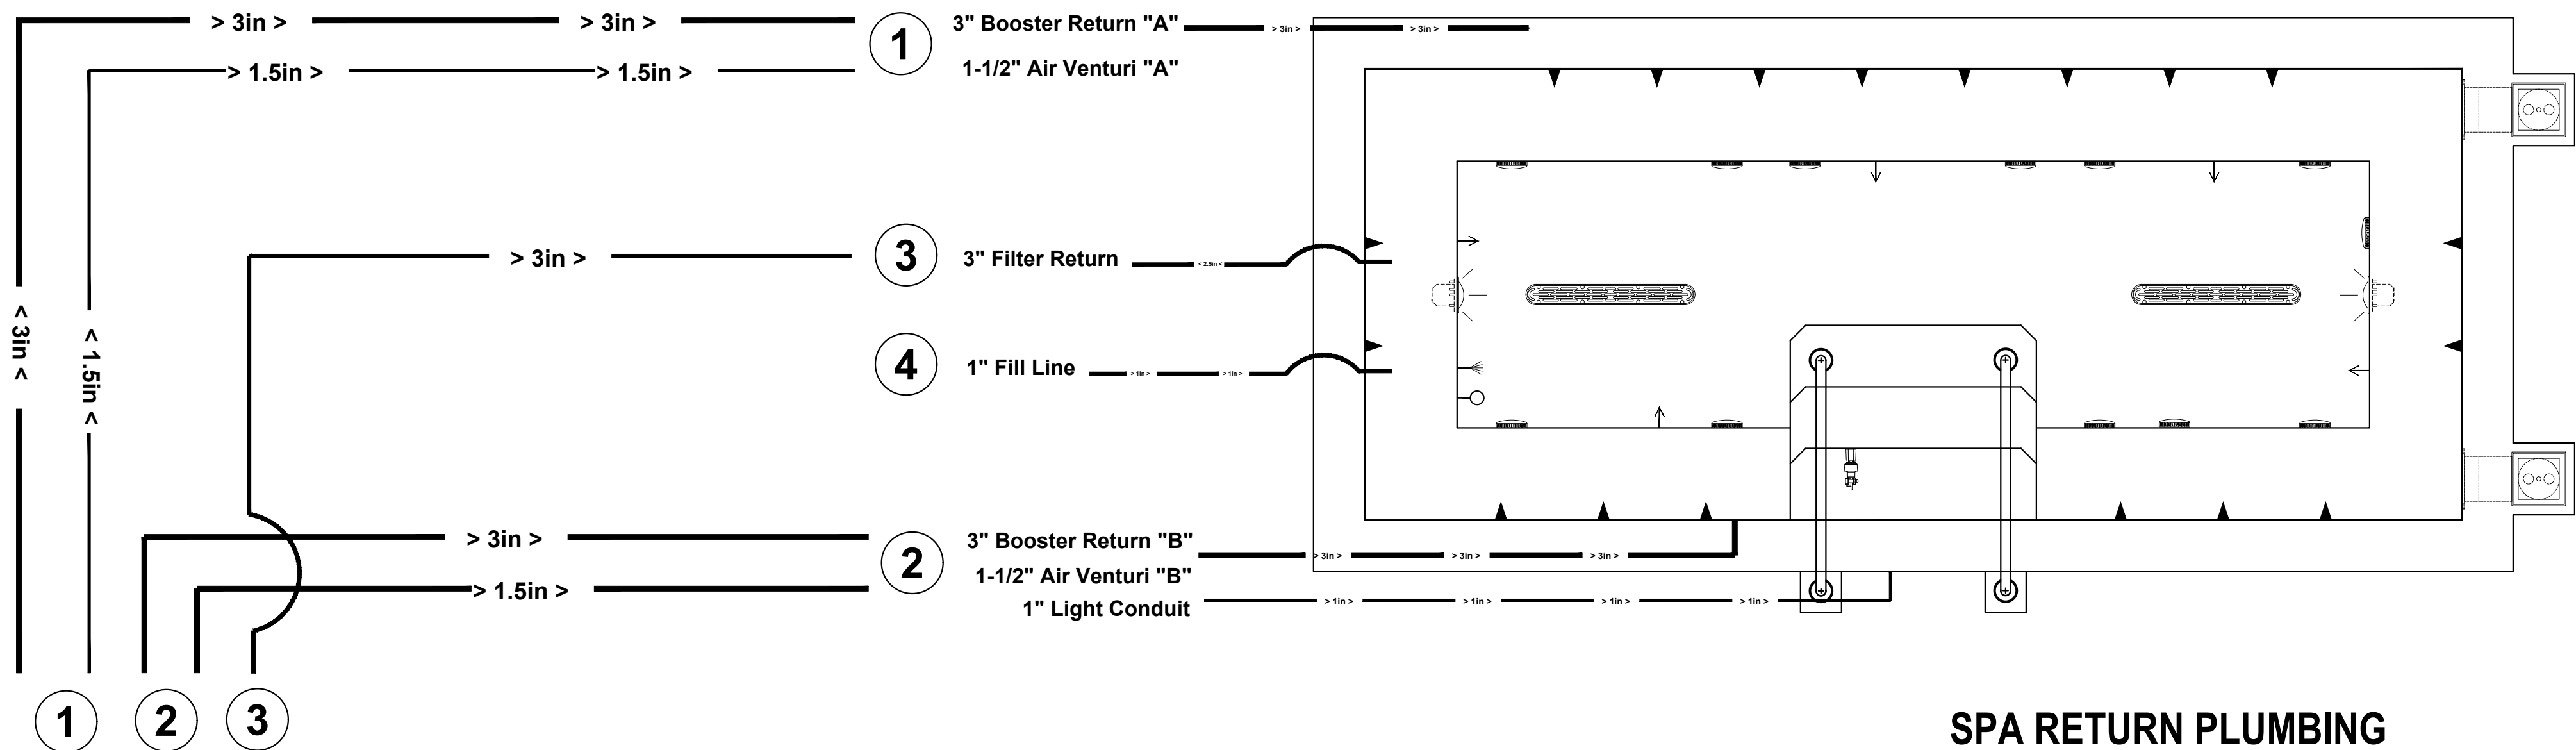 > 3in > > 3in >
> 1.5in > > 1.5in >
1 3" Booster Return "A" > 3in > > 3in >
1-1/2" Air Venturi "A"
> 3in >
3 3" Filter Return < 2.5in <
< 3in <
< 1.5in <
4 1" Fill Line > 1in > > 1in >
> 3in >
> 1.5in >
2 3" Booster Return "B" > 3in > > 3in > > 3in >
1-1/2" Air Venturi "B"
1" Light Conduit > 1in > > 1in > > 1in > > 1in >
1 2 3
SPA RETURN PLUMBING